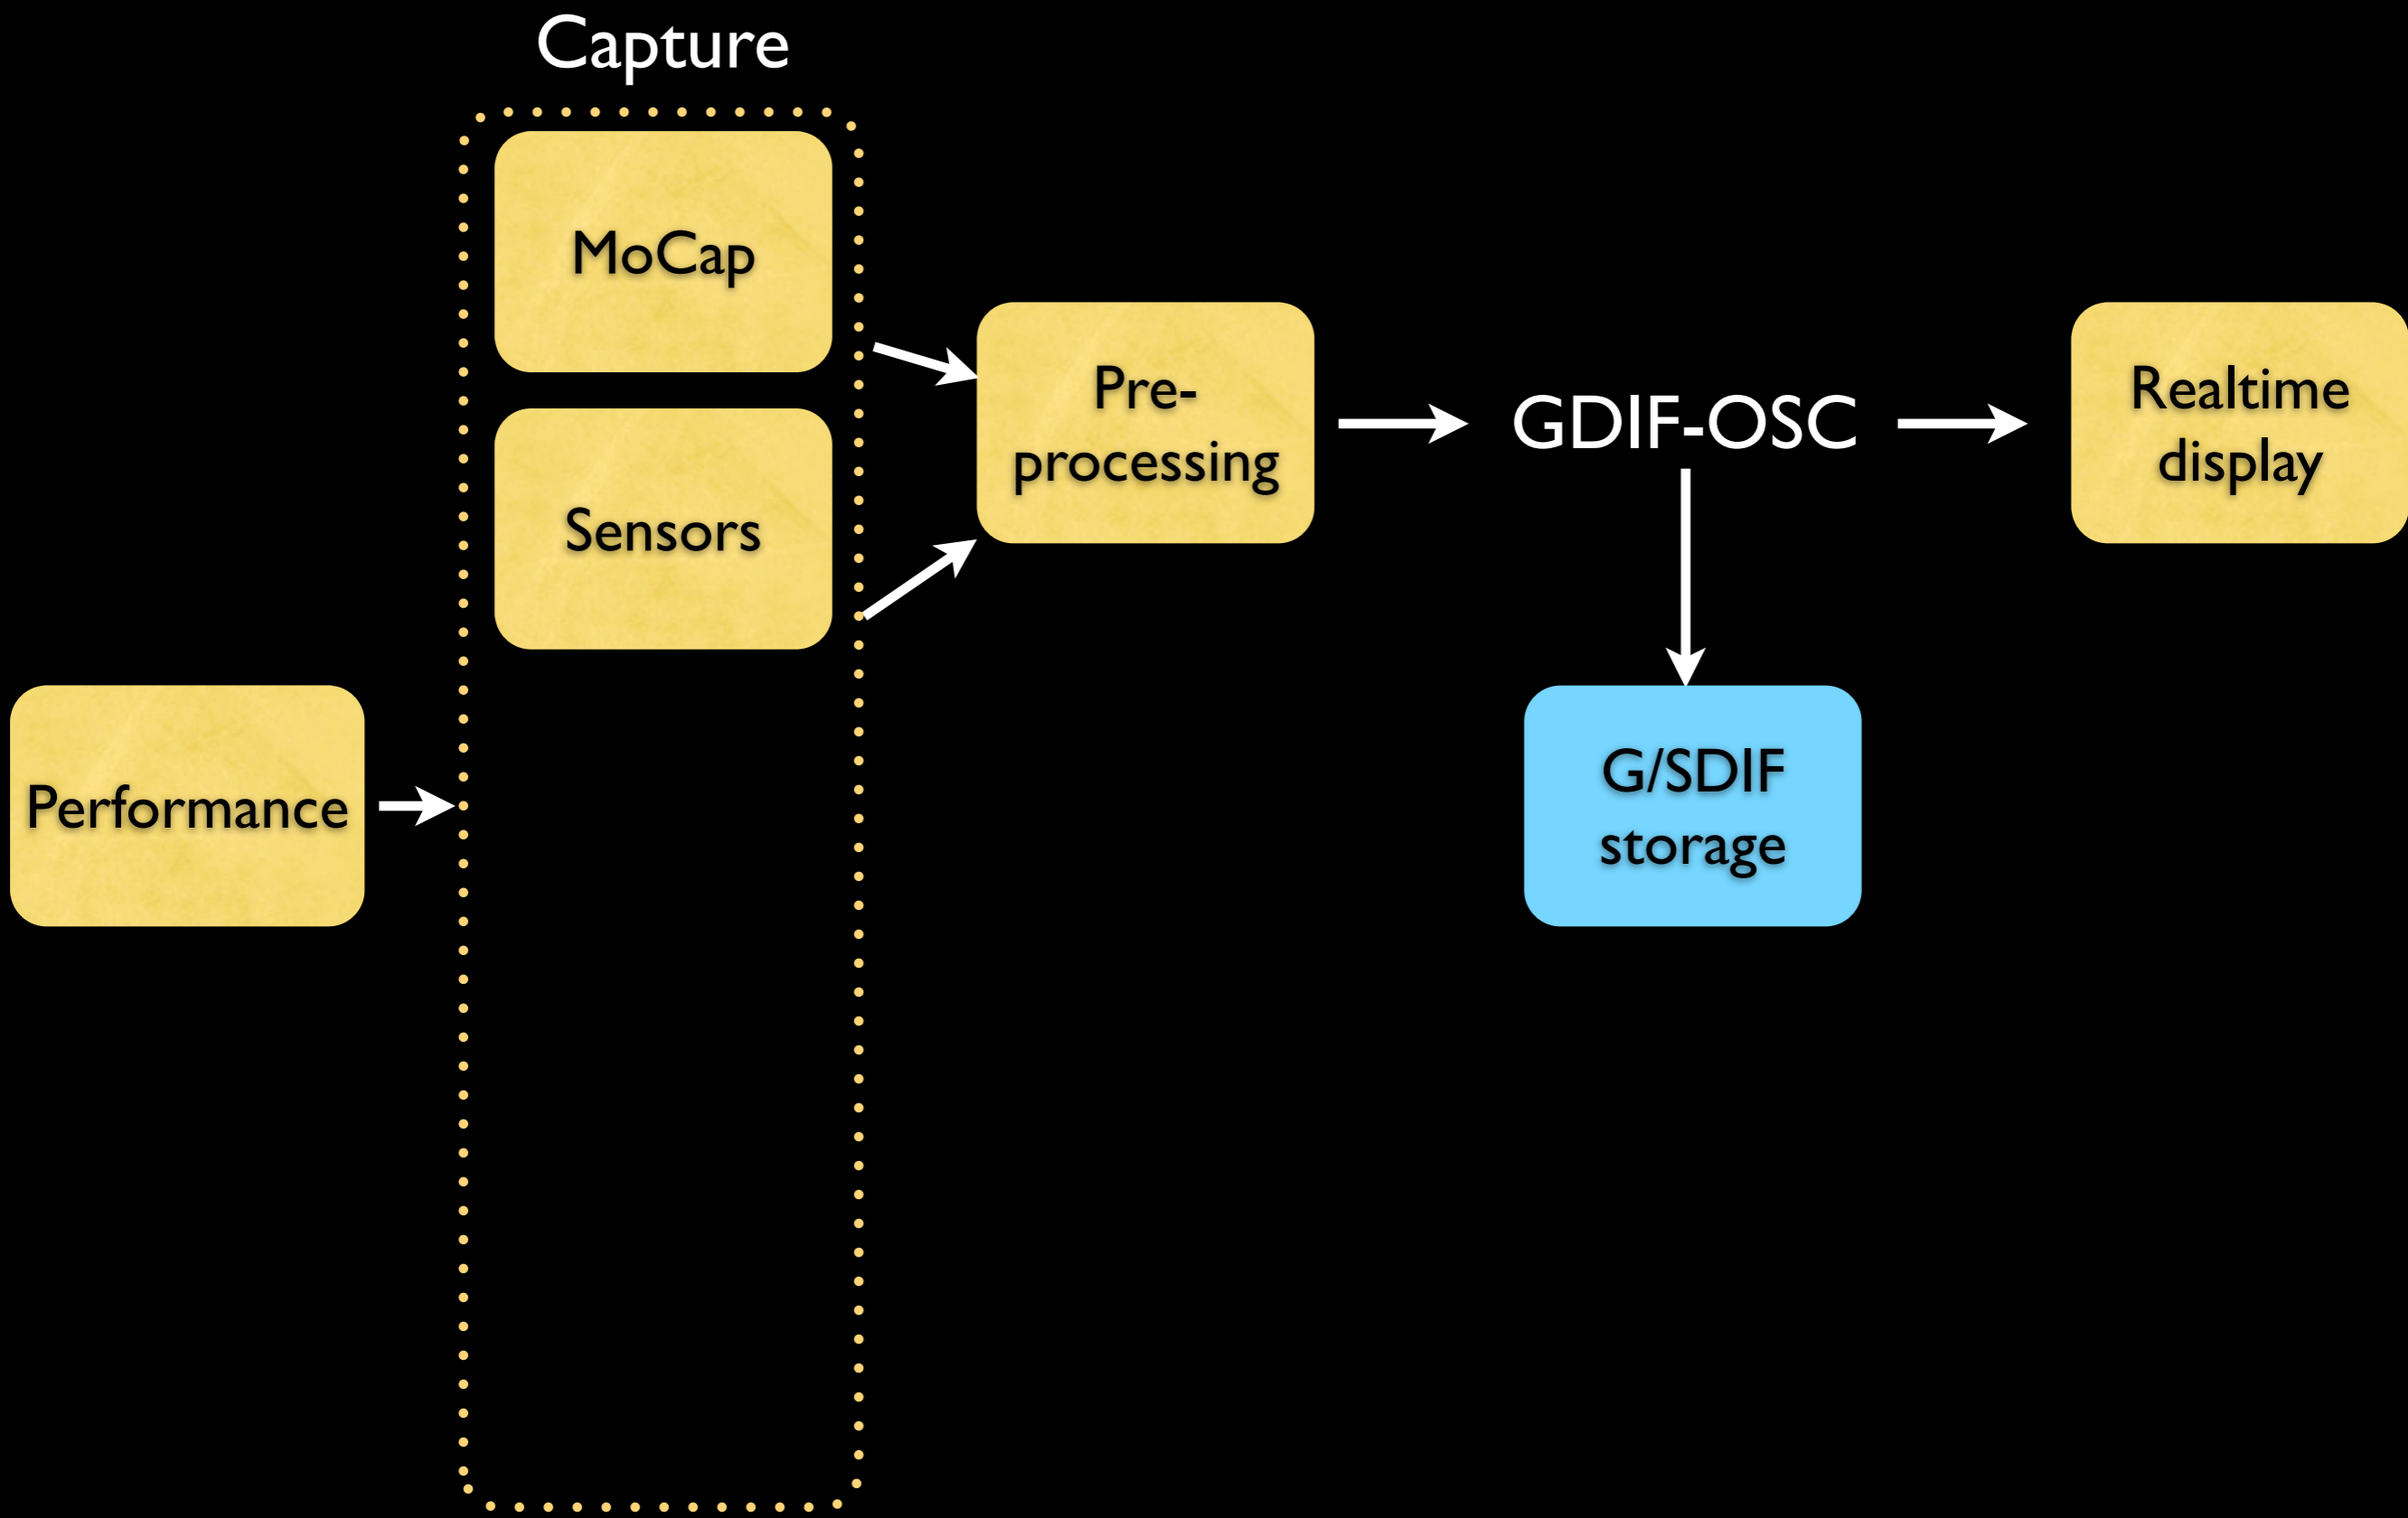 Capture
MoCap
Sensors
Performance
Pre-
processing
GDIF-OSC
Realtime
display
G/SDIF
storage